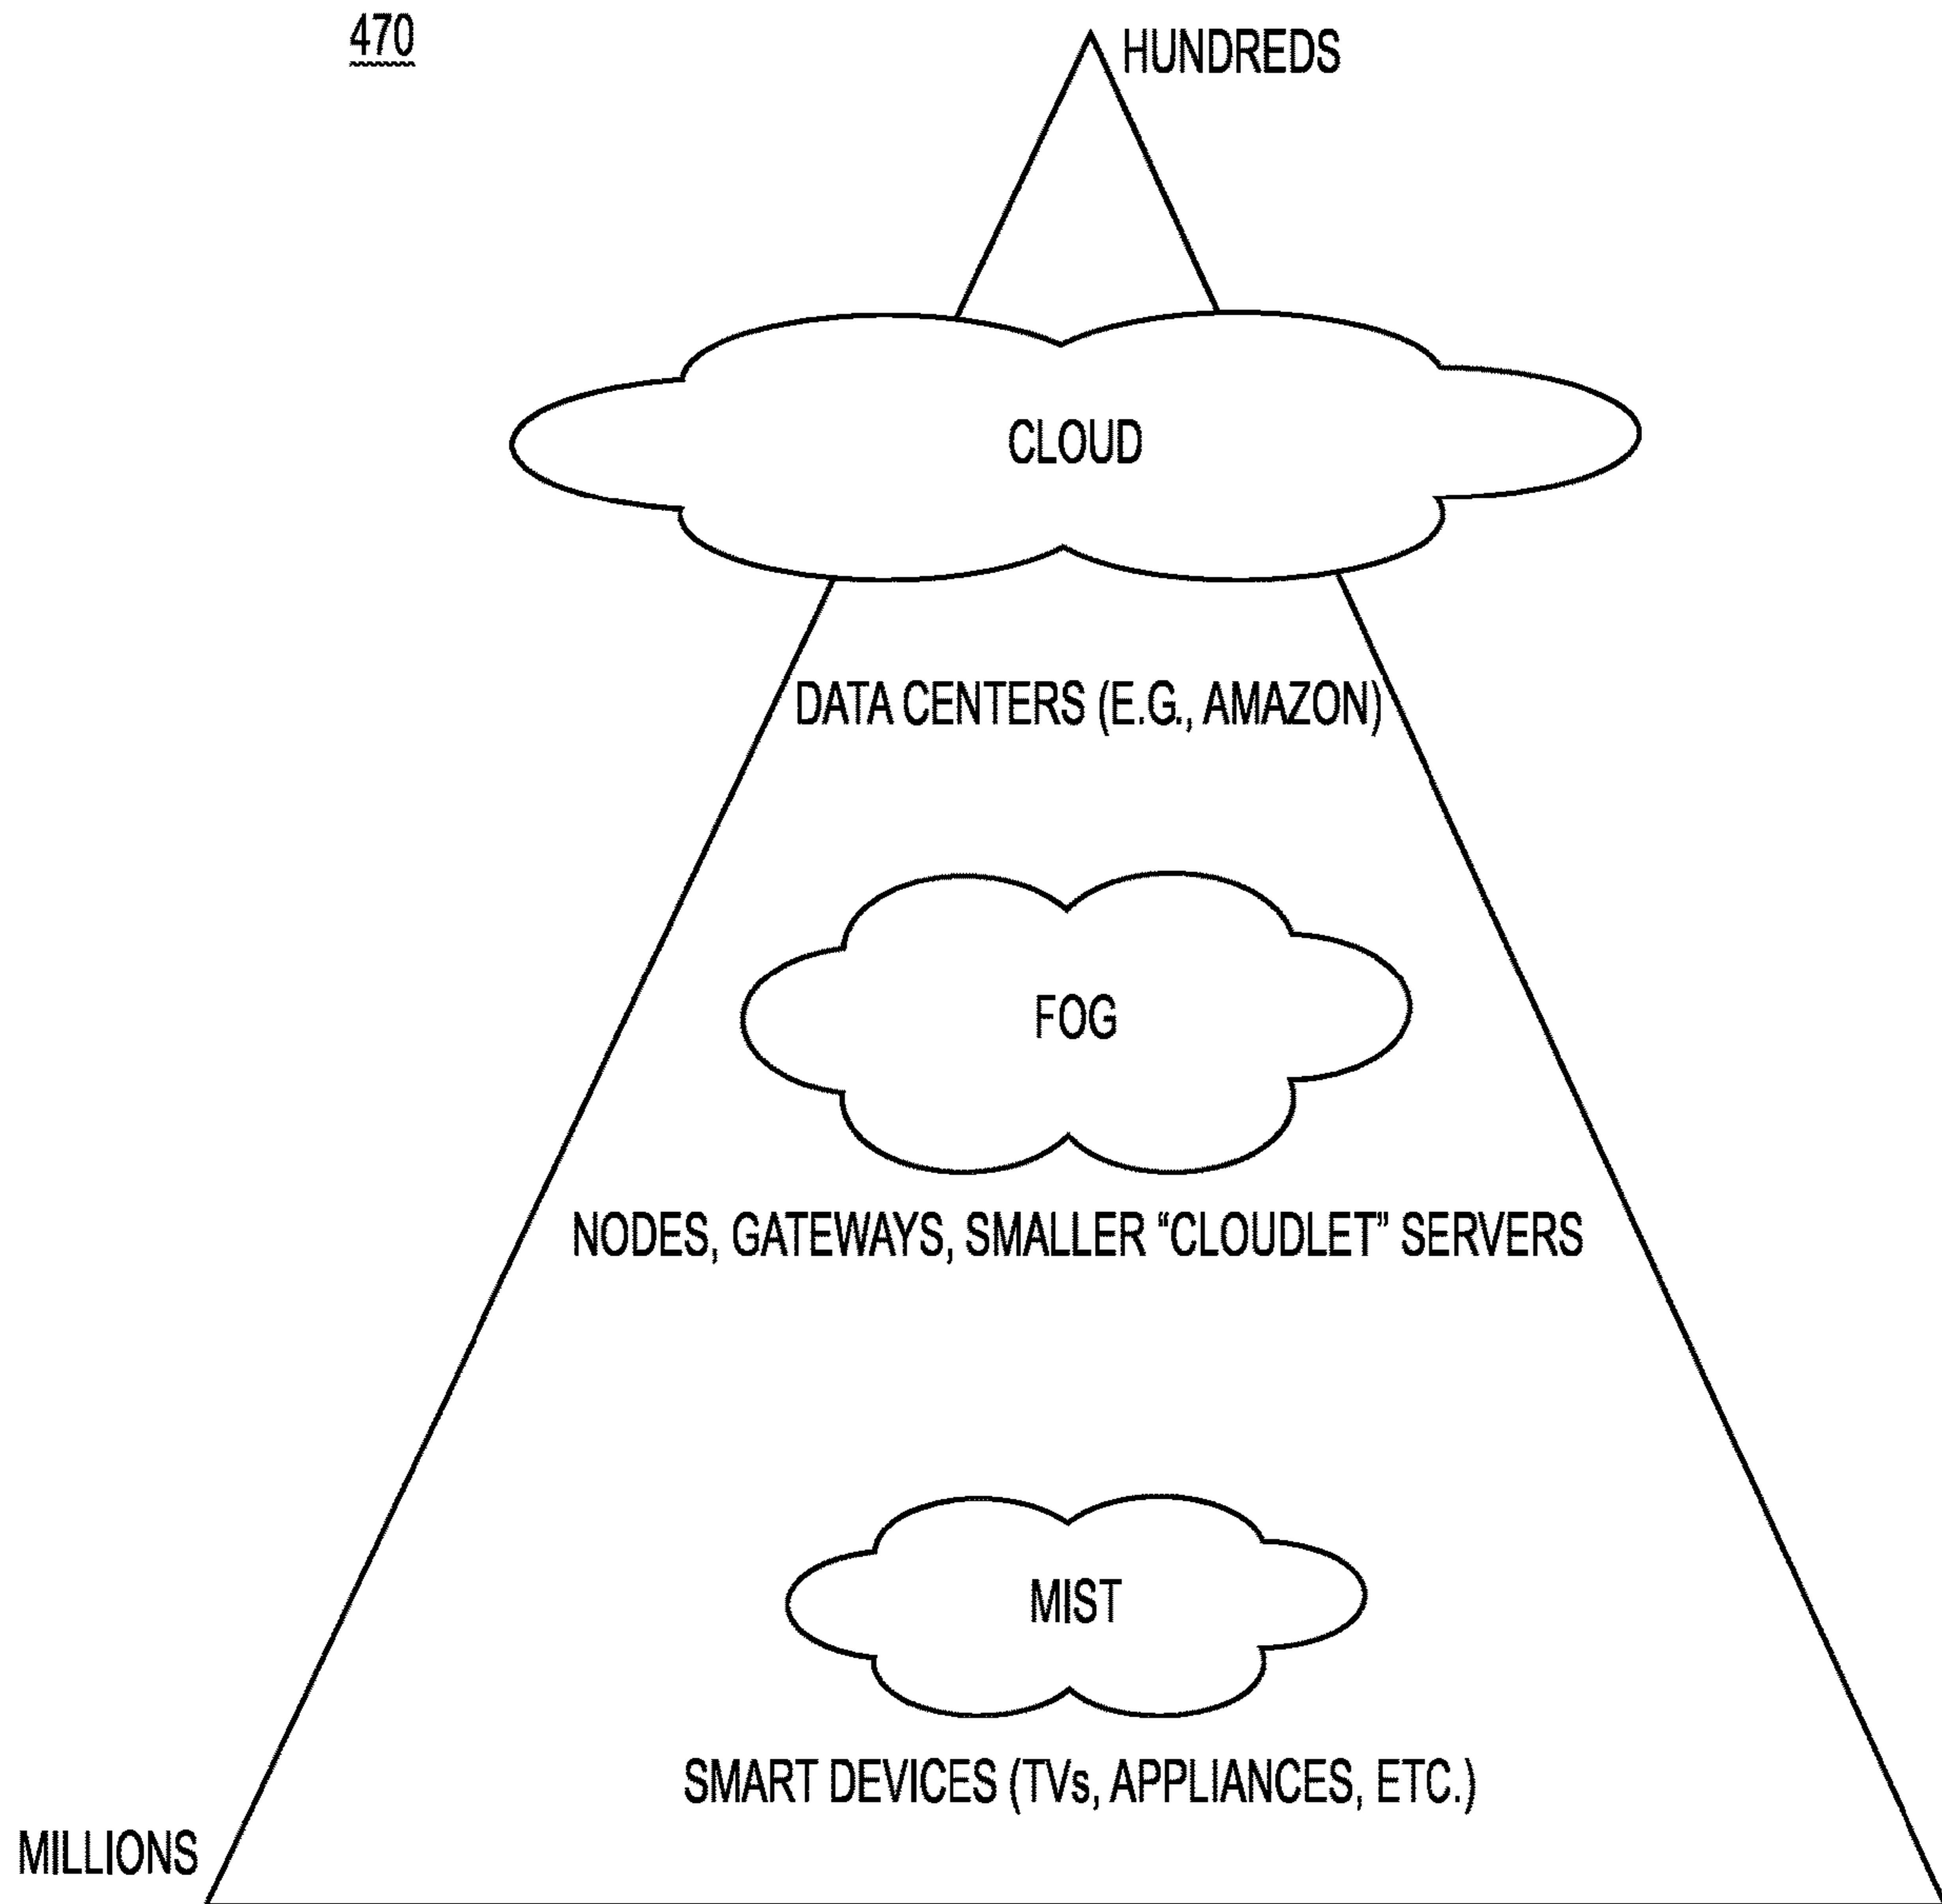 470
HUNDREDS
CLOUD
DATA CENTERS (E.G., AMAZON)
FOG
NODES, GATEWAYS, SMALLER “CLOUDLET” SERVERS
MIST
SMART DEVICES (TVs, APPLIANCES, ETC.)
MILLIONS